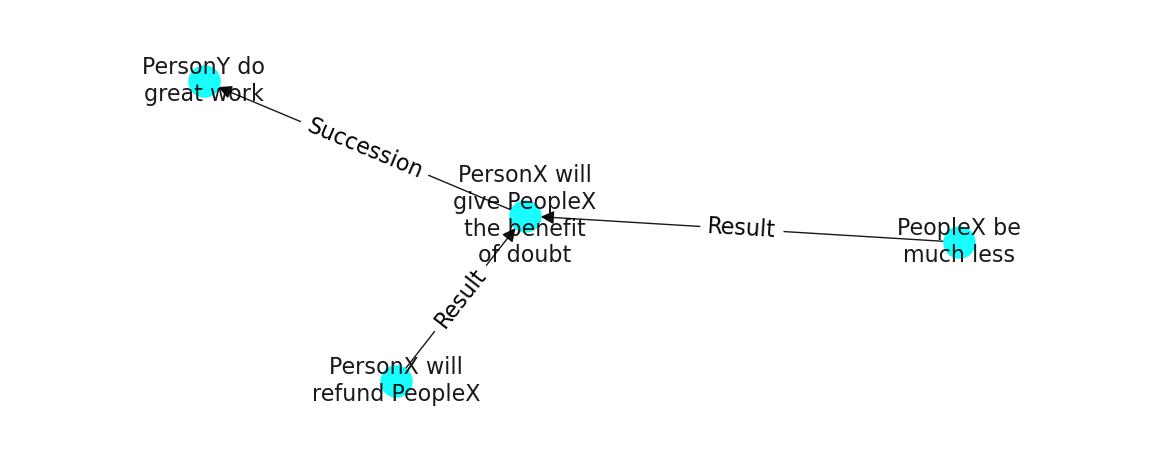 PersonY do
great work
Succession
PersonX will
give PeopleX
the benefit
of doubt
Result
PeopleX be
much less
Result
PersonX will
refund PeopleX